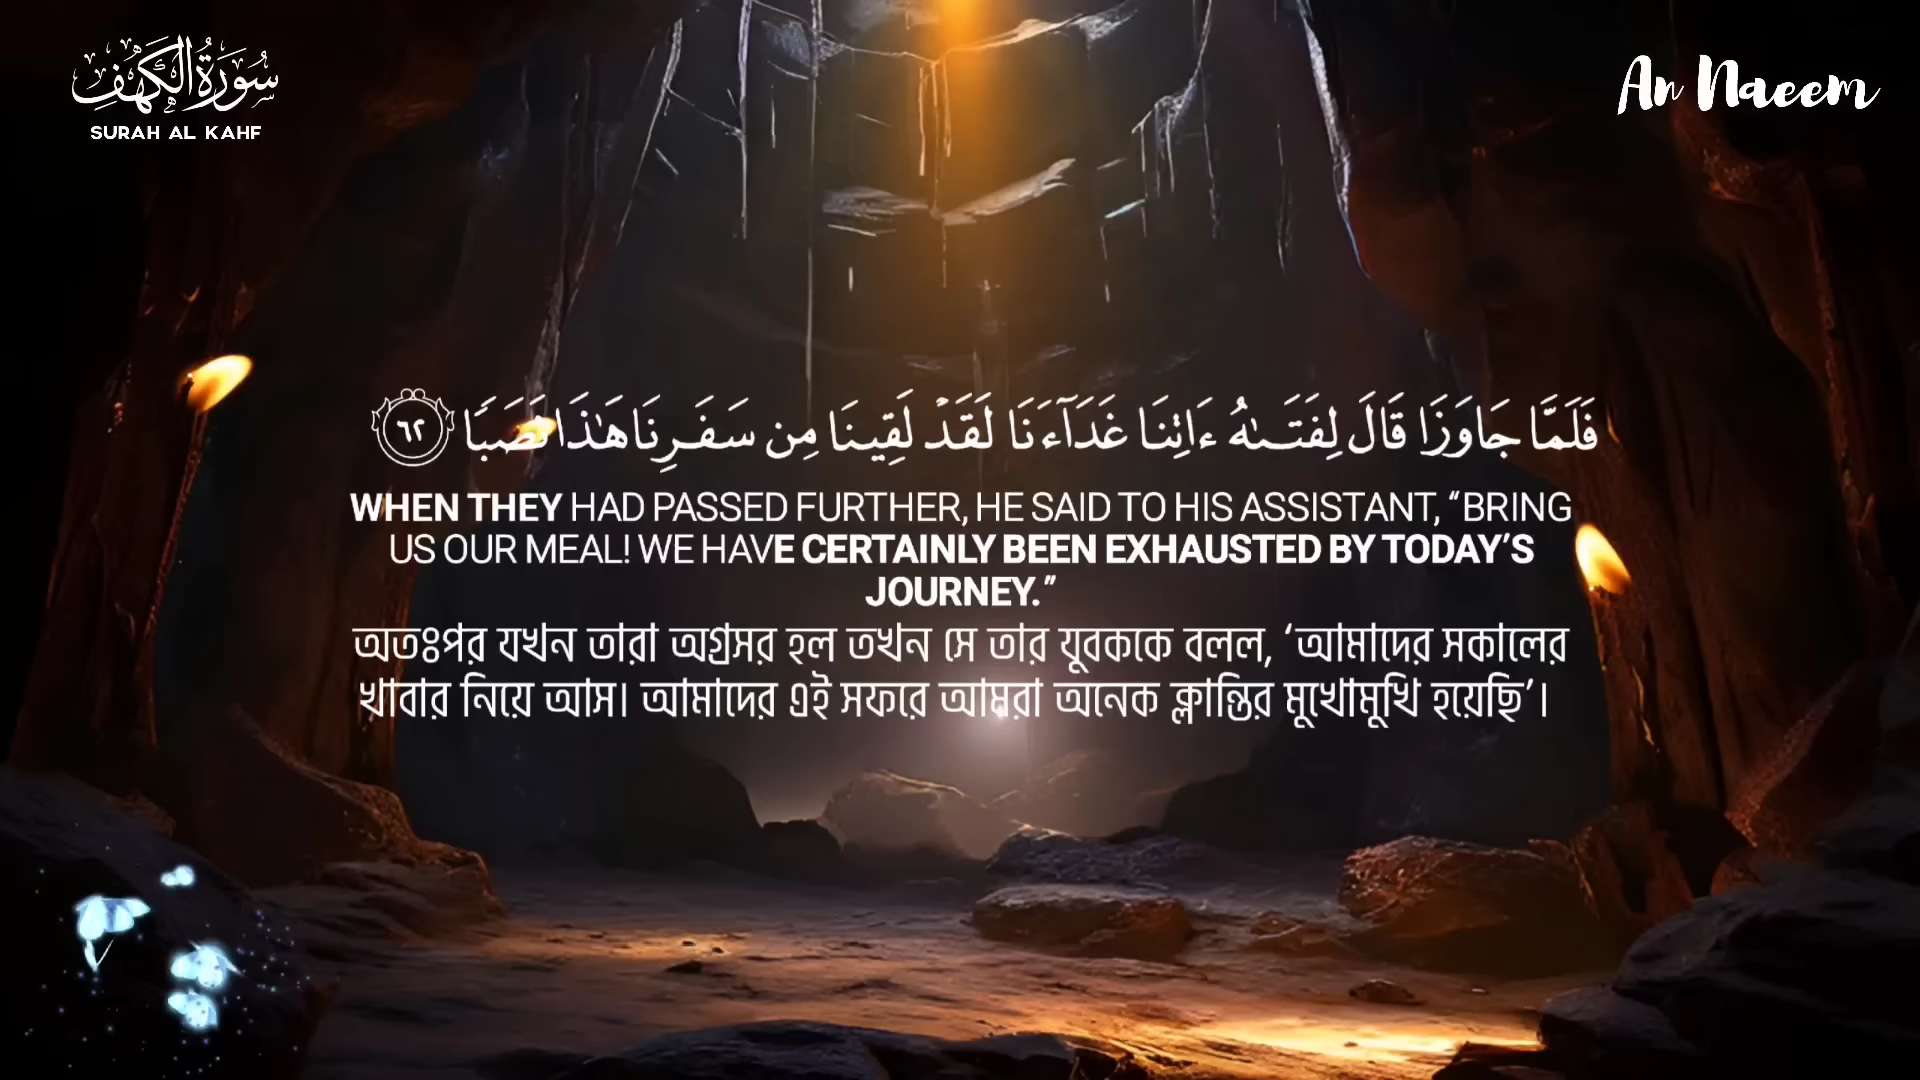 سُورَةُ الْكَهْفِ
SURAH AL KAHF
An Naeem
فَلَمَّا جَاوَزَا قَالَ لِفَتَىٰهُ ءَاتِنَا غَدَآءَنَا لَقَدْ لَقِينَا مِن سَفَرِنَا هَـٰذَا نَصَبًا ٦٢
WHEN THEY HAD PASSED FURTHER, HE SAID TO HIS ASSISTANT, “BRING
US OUR MEAL! WE HAVE CERTAINLY BEEN EXHAUSTED BY TODAY’S
JOURNEY.”
অতঃপর যখন তারা অগ্রসর হল তখন সে তার যুবককে বলল, ‘আমাদের সকালের
খাবার নিয়ে আস। আমাদের এই সফরে আমরা অনেক ক্লান্তির মুখোমুখি হয়েছি’।